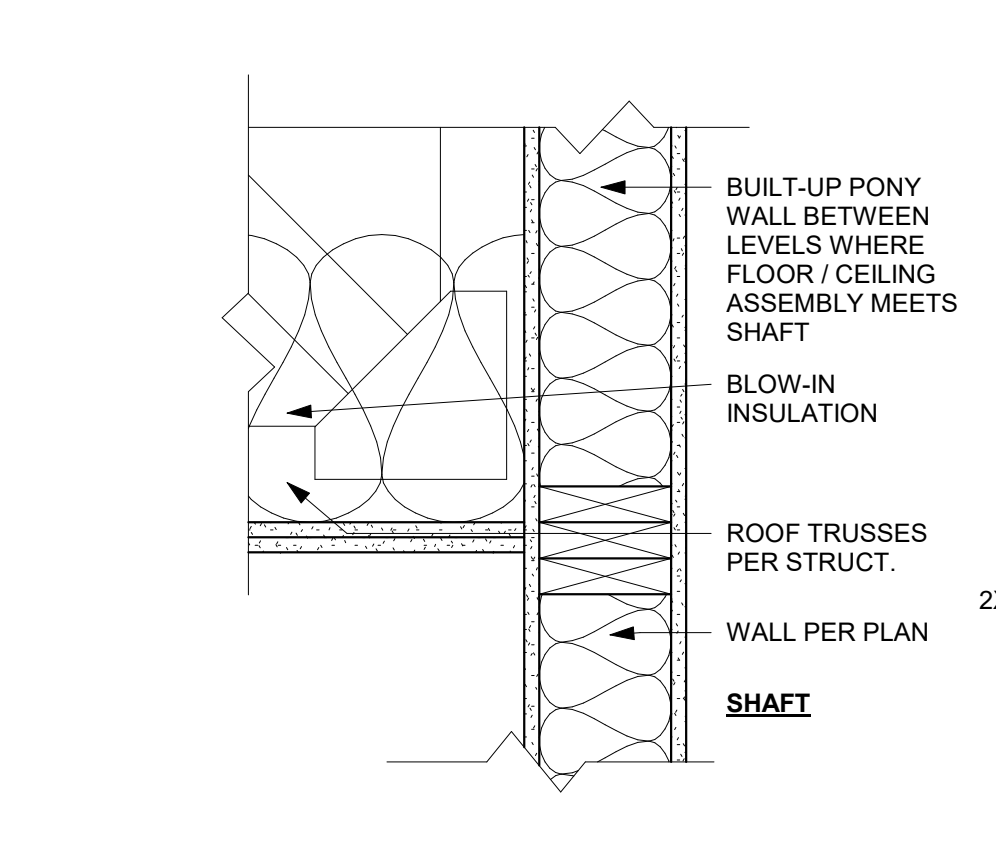 BUILT-UP PONY
WALL BETWEEN
LEVELS WHERE
FLOOR / CEILING
ASSEMBLY MEETS
SHAFT
BLOW-IN
INSULATION
ROOF TRUSSES
PER STRUCT.
2X
WALL PER PLAN
SHAFT